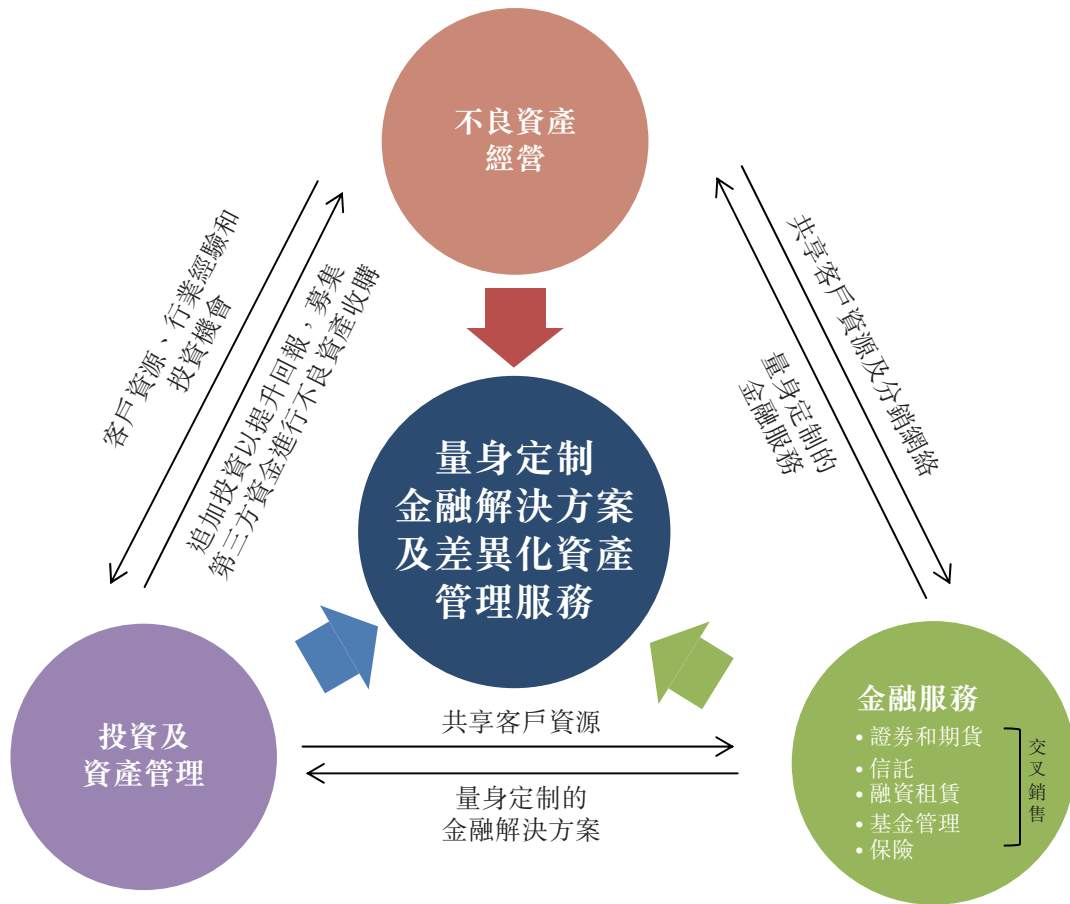 不良資產
經營
客戶資源、行業經驗和
投資機會
追加投資以提升回報，募集
第三方資金進行不良資產收購
共享客戶資源及分銷網絡
量身定制的
金融服務
量身定制
金融解決方案
及差異化資產
管理服務
投資及
資產管理
共享客戶資源
量身定制的
金融解決方案
金融服務
• 證券和期貨
• 信託
• 融資租賃
• 基金管理
• 保險
交叉銷售